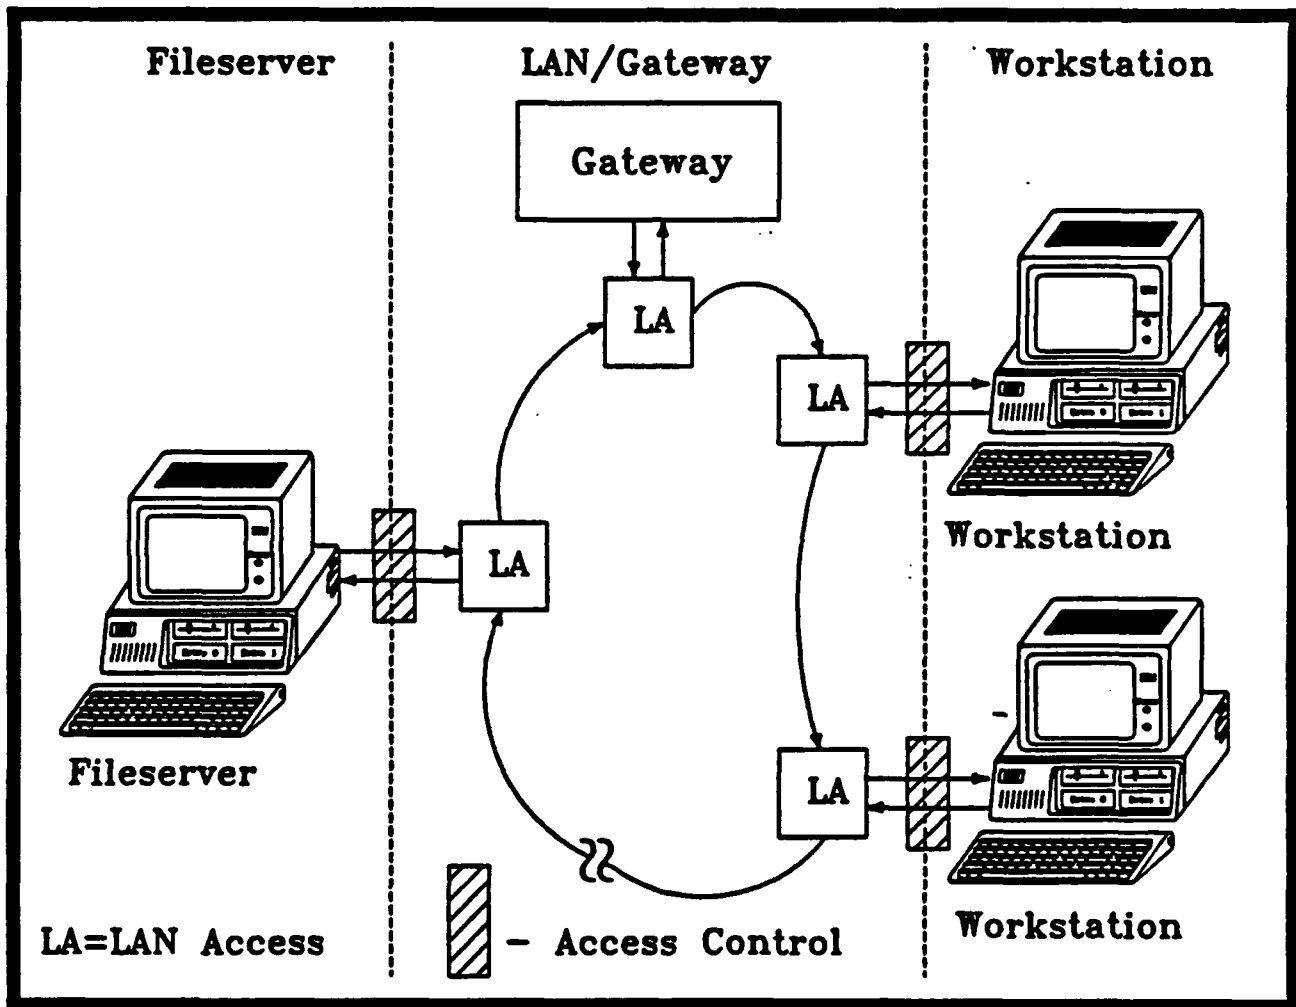 Fileserver
LAN/Gateway
Workstation
Gateway
LA
LA
Workstation
LA
Fileserver
LA
LA=LAN Access
- Access Control
Workstation